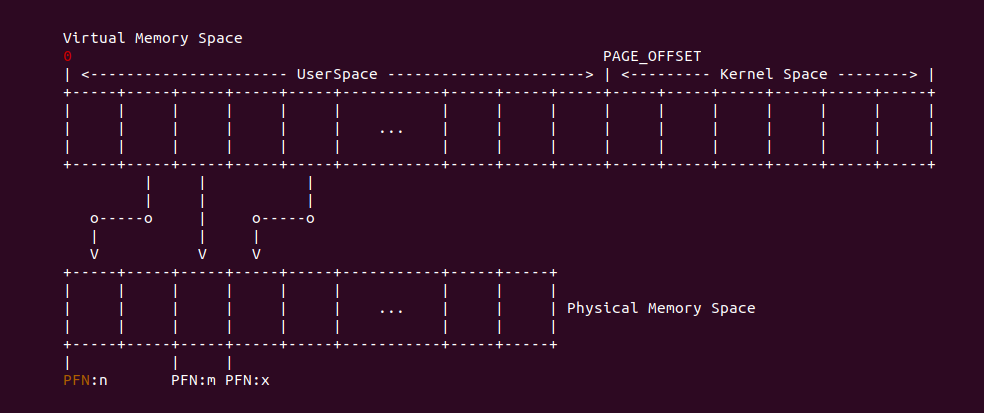 Virtual Memory Space
0 PAGE_OFFSET
| <---------------------- UserSpace -----------------------> | <--------- Kernel Space --------> |
...
...
Physical Memory Space
PFN:n PFN:m PFN:x